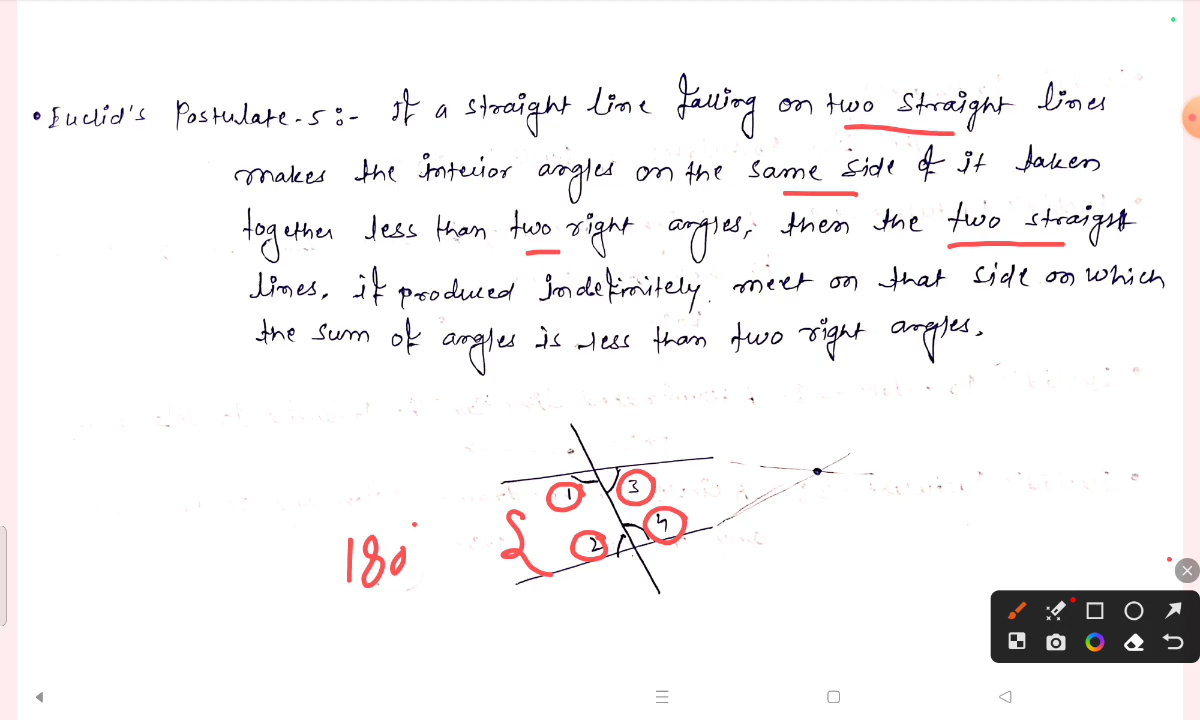 • Euclid's Postulate-5:- If a straight line falling on two straight lines
makes the interior angles on the same side of it taken
together less than two right angles, then the two straight
lines, if produced indefinitely meet on that side on which
the sum of angles is less than two right angles.
1 3
4
2
180°